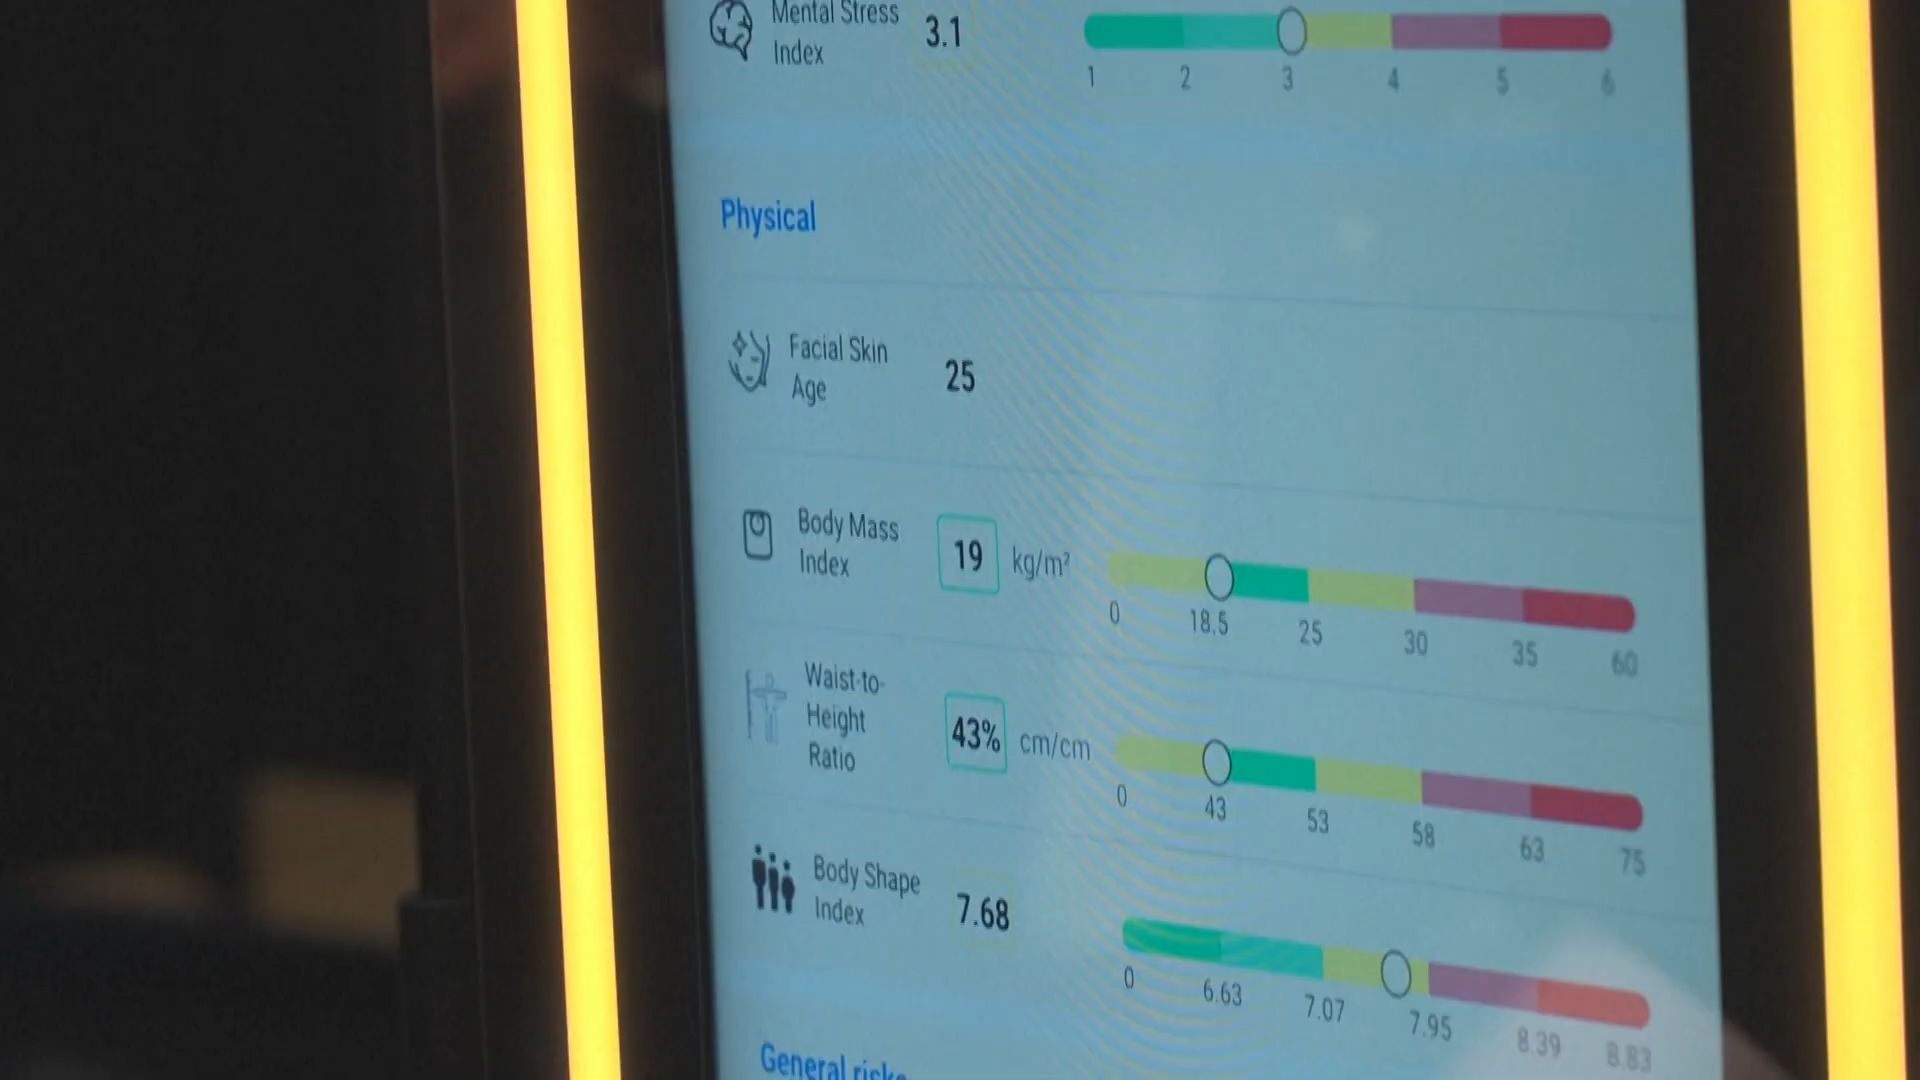 Mental Stress
Index
3.1
1 2 3 4 5 6
Physical
Facial Skin
Age
25
Body Mass
Index
19 kg/m²
0 18.5 25 30 35 60
Waist-to-
Height
Ratio
43% cm/cm
0 43 53 58 63 75
Body Shape
Index
7.68
0 6.63 7.07 7.95 8.39 8.83
General risks